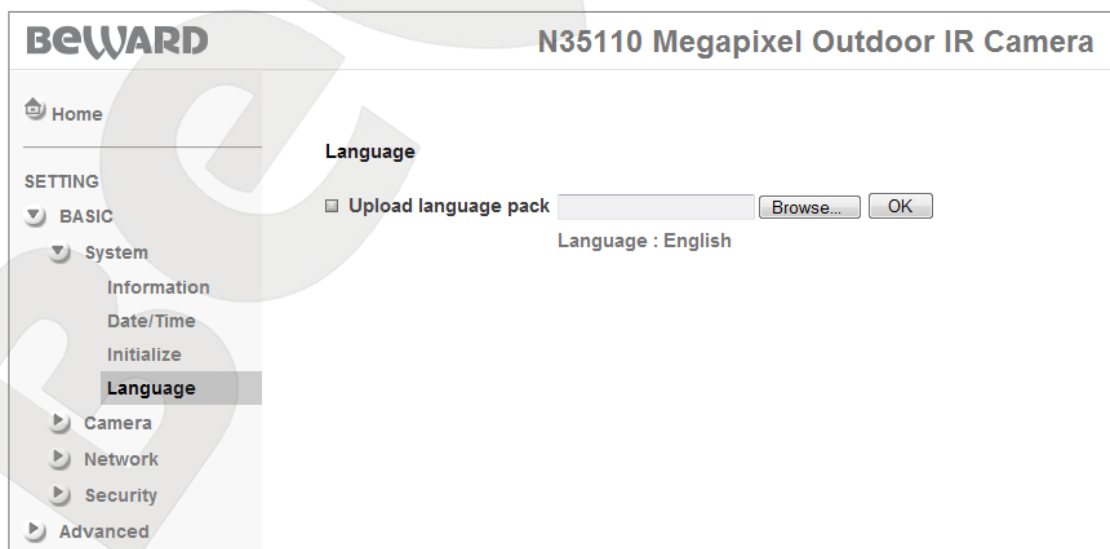 BEWARD
N35110 Megapixel Outdoor IR Camera
Home
SETTING
BASIC
System
Information
Date/Time
Initialize
Language
Camera
Network
Security
Advanced
Language
Upload language pack Browse... OK
Language : English